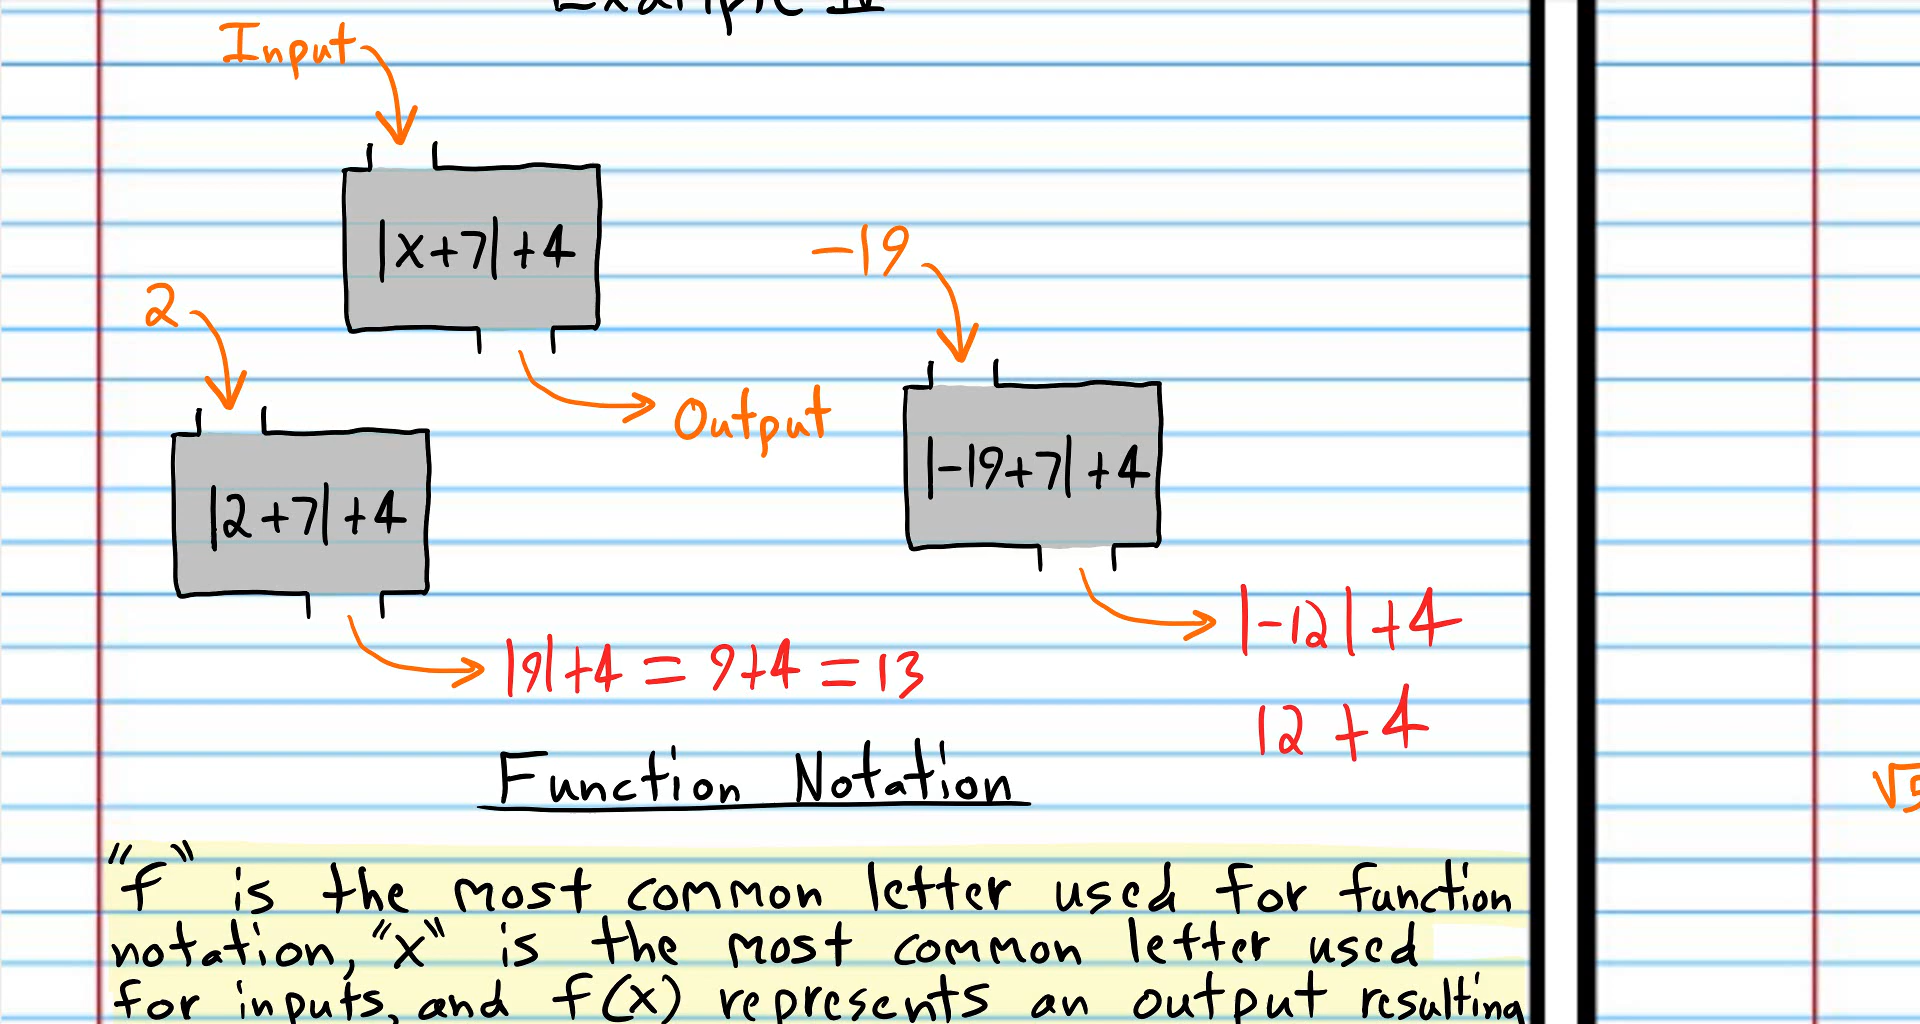 Example IV
Input
|x+7|+4
-19
2
Output
|-19+7|+4
|2+7|+4
|-12|+4
|9|+4 = 9+4 = 13
12+4
Function Notation
"f" is the most common letter used for function
notation, "x" is the most common letter used
for inputs, and f(x) represents an output resulting